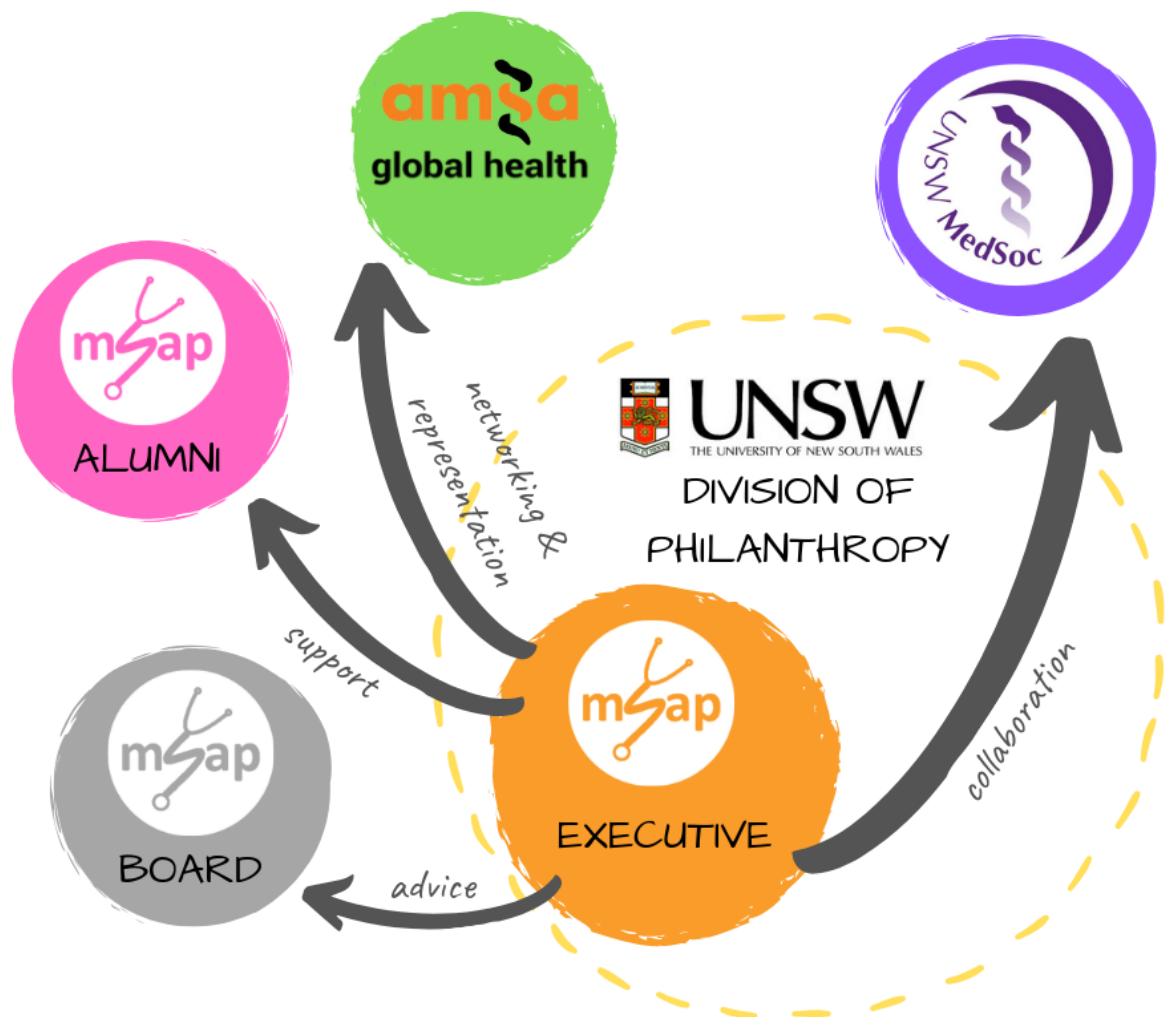 amsa
global health
UNSW MedSoc
msap
ALUMNI
networking &
representation
UNSW
THE UNIVERSITY OF NEW SOUTH WALES
DIVISION OF
PHILANTHROPY
support
msap
BOARD
msap
EXECUTIVE
collaboration
advice